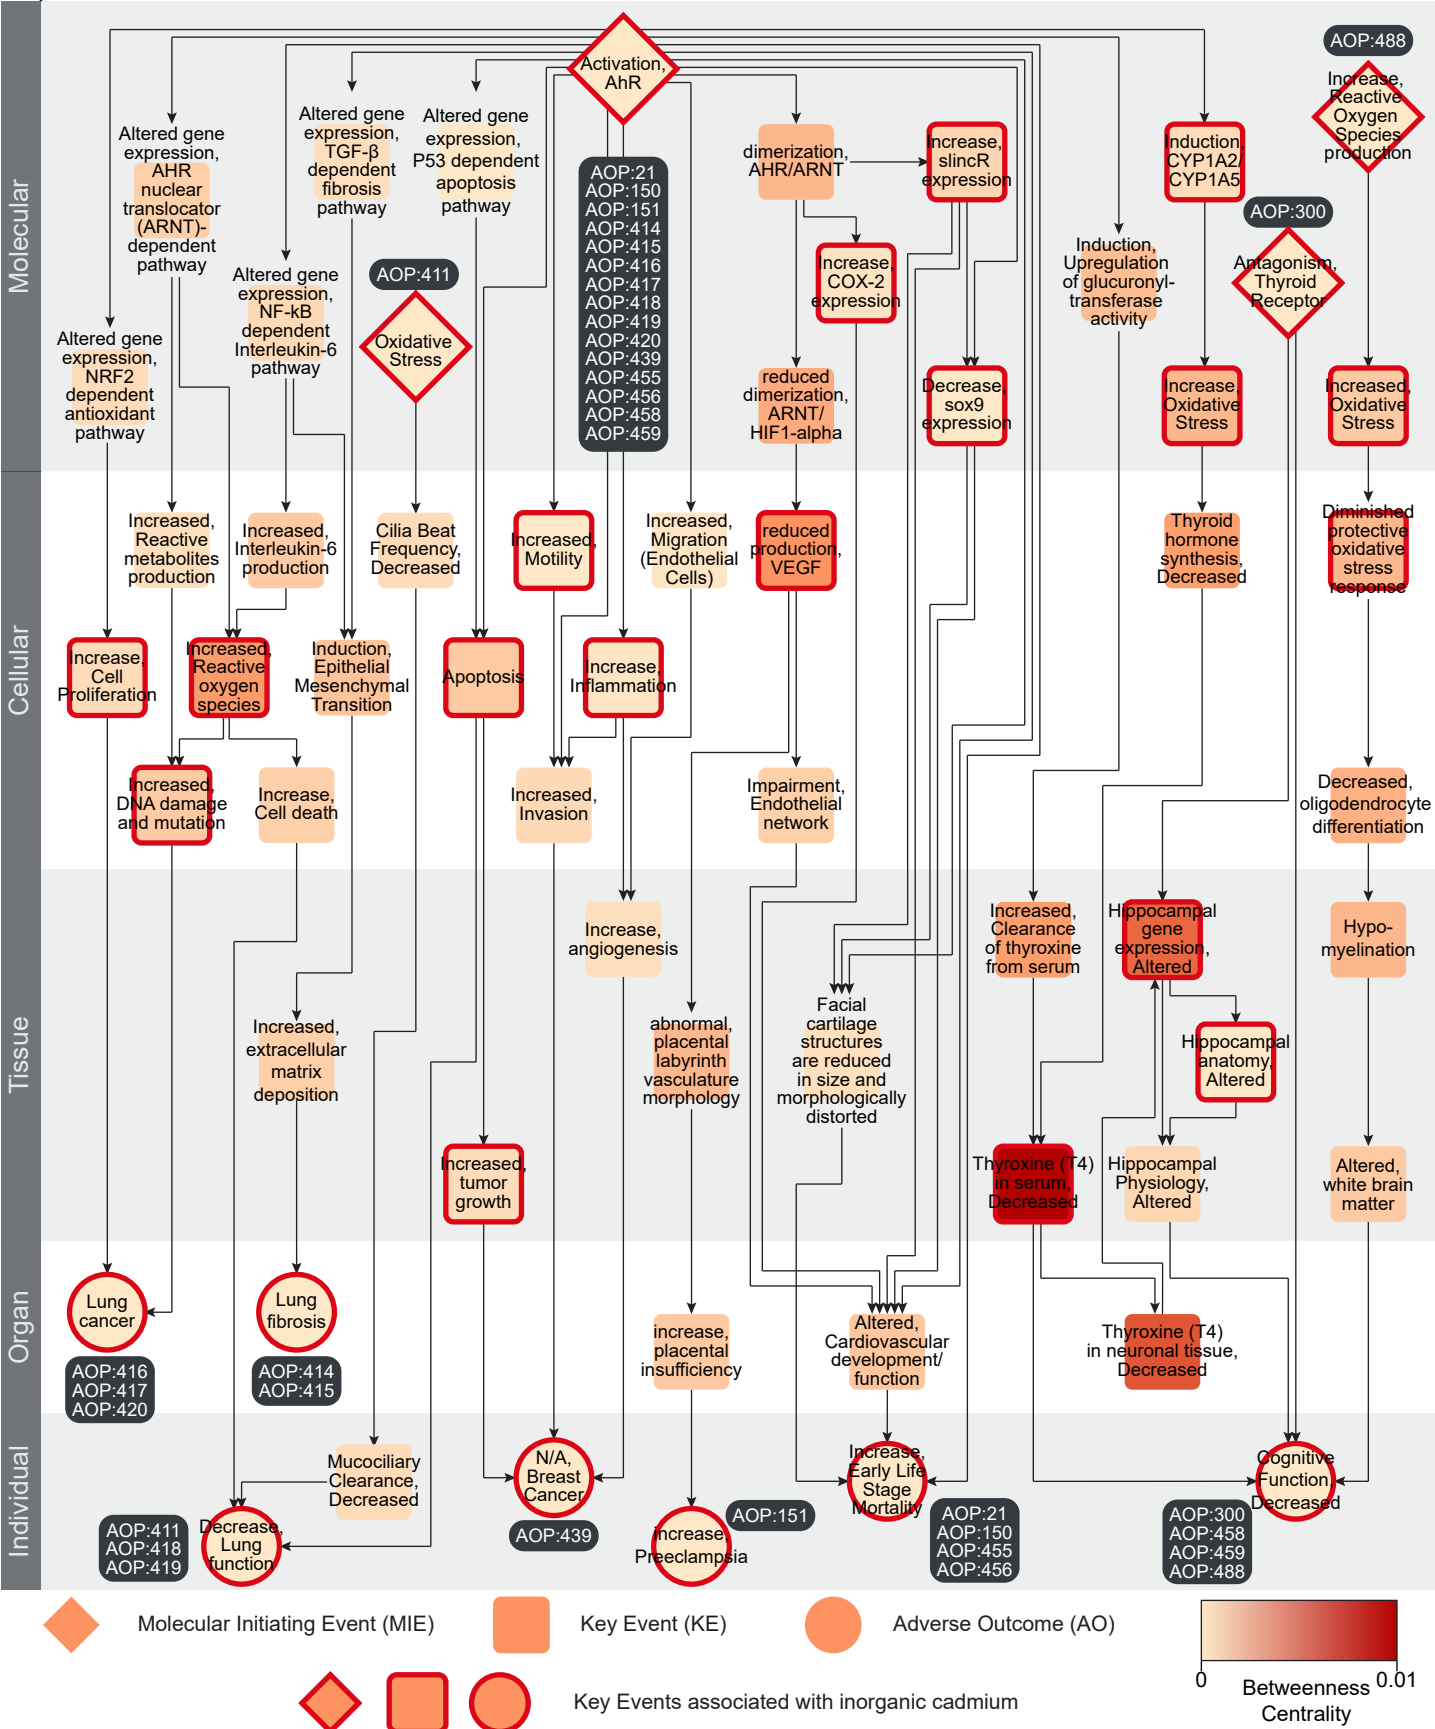 Molecular
Activation,
AhR
AOP:488
Increase,
Reactive
Oxygen
Species
production
Altered gene
expression,
AHR
nuclear
translocator
(ARNT)-
dependent
pathway
Altered gene
expression,
TGF-β
dependent
fibrosis
pathway
Altered gene
expression,
P53 dependent
apoptosis
pathway
AOP:21
AOP:150
AOP:151
AOP:414
AOP:415
AOP:416
AOP:417
AOP:418
AOP:419
AOP:420
AOP:439
AOP:455
AOP:456
AOP:458
AOP:459
dimerization,
AHR/ARNT
Increase,
slincR
expression
Induction,
CYP1A2/
CYP1A5
AOP:300
Antagonism,
Thyroid
Receptor
Altered gene
expression,
NF-kB
dependent
Interleukin-6
pathway
AOP:411
Oxidative
Stress
Increase,
COX-2
expression
Induction,
Upregulation
of glucuronyl-
transferase
activity
Altered gene
expression,
NRF2
dependent
antioxidant
pathway
reduced
dimerization,
ARNT/
HIF1-alpha
Decrease,
sox9
expression
Increase,
Oxidative
Stress
Increased,
Oxidative
Stress
Cellular
Increased,
Reactive
metabolites
production
Increased,
Interleukin-6
production
Cilia Beat
Frequency,
Decreased
Increased,
Motility
Increased,
Migration
(Endothelial
Cells)
reduced
production,
VEGF
Thyroid
hormone
synthesis,
Decreased
Diminished
protective
oxidative
stress
response
Increase,
Cell
Proliferation
Increased,
Reactive
oxygen
species
Induction,
Epithelial
Mesenchymal
Transition
Apoptosis
Increase,
Inflammation
Increased,
DNA damage
and mutation
Increase,
Cell death
Increased,
Invasion
Impairment,
Endothelial
network
Decreased,
oligodendrocyte
differentiation
Tissue
Increase,
angiogenesis
Increased,
Clearance
of thyroxine
from serum
Hippocampal
gene
expression,
Altered
Hypo-
myelination
Increased,
extracellular
matrix
deposition
abnormal,
placental
labyrinth
vasculature
morphology
Facial
cartilage
structures
are reduced
in size and
morphologically
distorted
Hippocampal
anatomy,
Altered
Increased,
tumor
growth
Thyroxine (T4)
in serum,
Decreased
Hippocampal
Physiology,
Altered
Altered,
white brain
matter
Organ
Lung
cancer
AOP:416
AOP:417
AOP:420
Lung
fibrosis
AOP:414
AOP:415
increase,
placental
insufficiency
Altered,
Cardiovascular
development/
function
Thyroxine (T4)
in neuronal tissue,
Decreased
Individual
Mucociliary
Clearance,
Decreased
N/A,
Breast
Cancer
AOP:439
Increase,
Early Life
Stage
Mortality
Cognitive
Function,
Decreased
AOP:411
AOP:418
AOP:419
Decrease,
Lung
function
increase,
Preeclampsia
AOP:151
AOP:21
AOP:150
AOP:455
AOP:456
AOP:300
AOP:458
AOP:459
AOP:488
Molecular Initiating Event (MIE)
Key Event (KE)
Adverse Outcome (AO)
Key Events associated with inorganic cadmium
0
0.01
Betweenness
Centrality